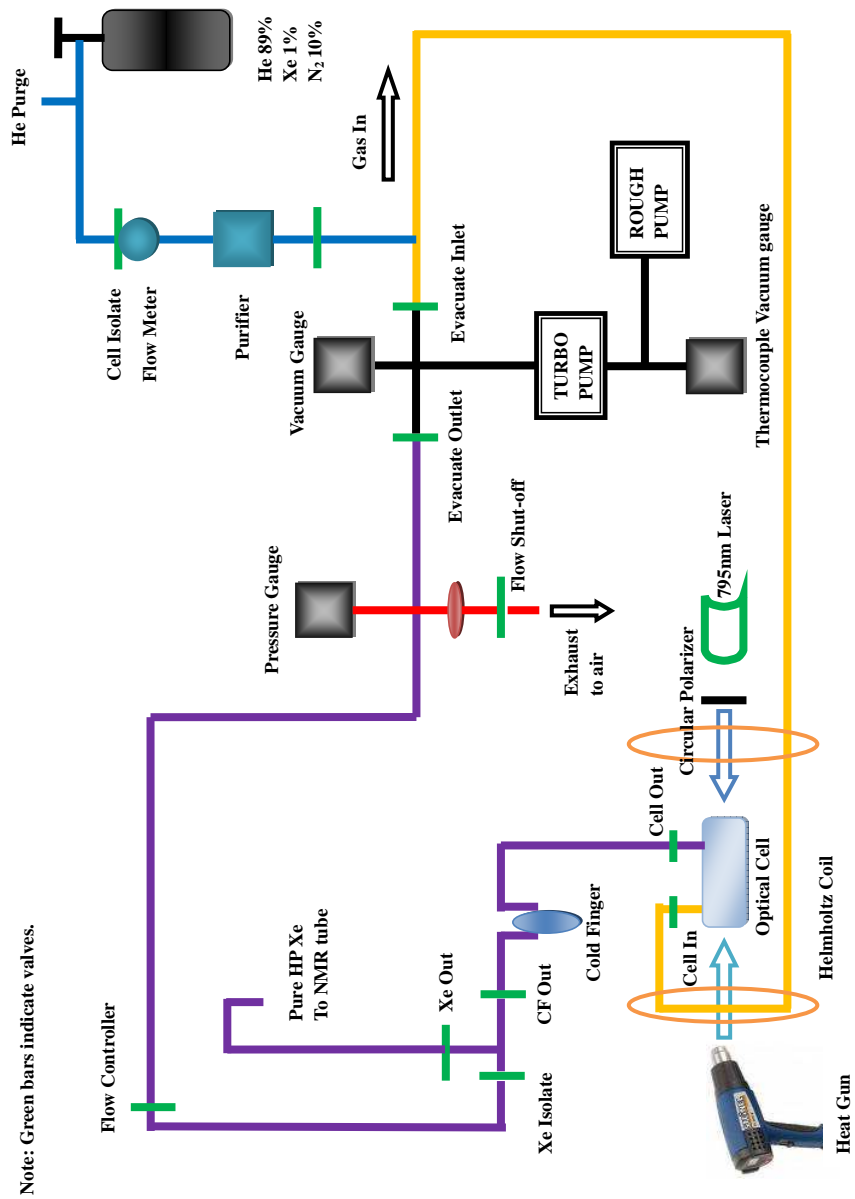 Note: Green bars indicate valves.
He Purge
He 89%
Xe 1%
N₂ 10%
Cell Isolate
Flow Meter
Purifier
Gas In
Vacuum Gauge
Evacuate Inlet
Evacuate Outlet
TURBO
PUMP
ROUGH
PUMP
Thermocouple Vacuum gauge
Pressure Gauge
Flow Shut-off
Exhaust
to air
795nm Laser
Circular Polarizer
Flow Controller
Pure HP Xe
To NMR tube
Xe Out
CF Out
Xe Isolate
Cold Finger
Cell Out
Cell In
Optical Cell
Helmholtz Coil
Heat Gun